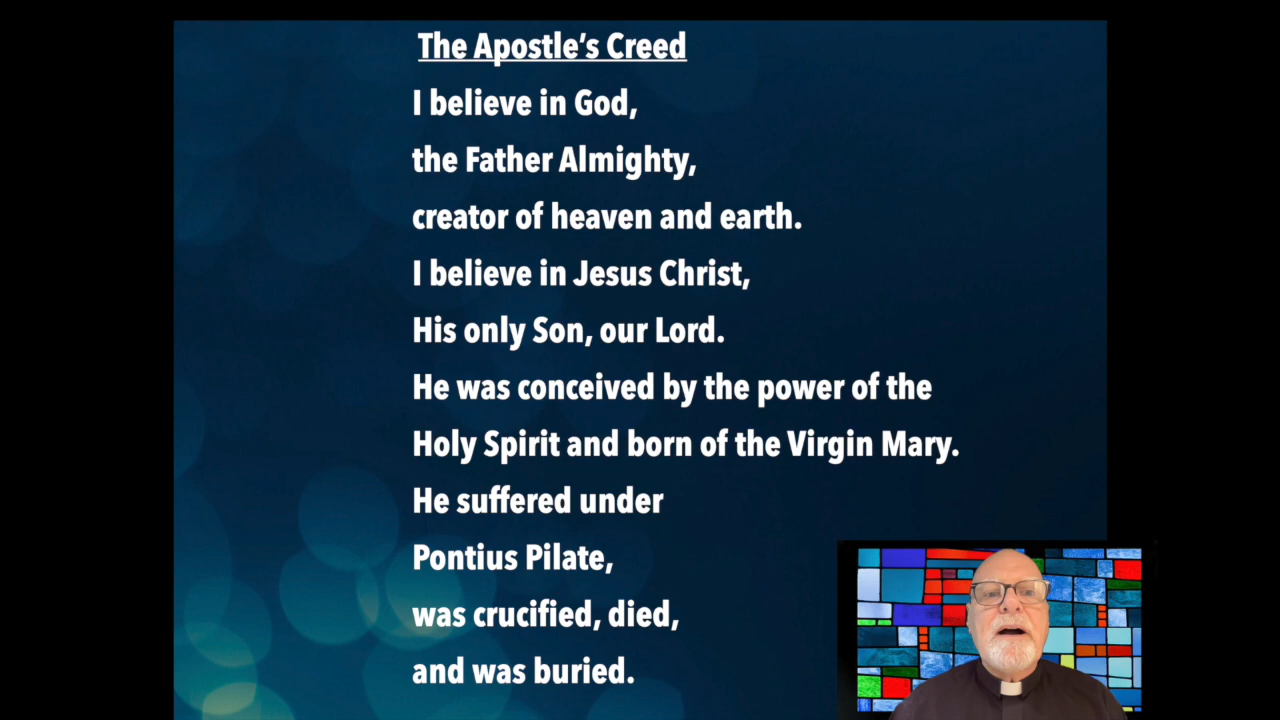 The Apostle’s Creed
I believe in God,
the Father Almighty,
creator of heaven and earth.
I believe in Jesus Christ,
His only Son, our Lord.
He was conceived by the power of the
Holy Spirit and born of the Virgin Mary.
He suffered under
Pontius Pilate,
was crucified, died,
and was buried.